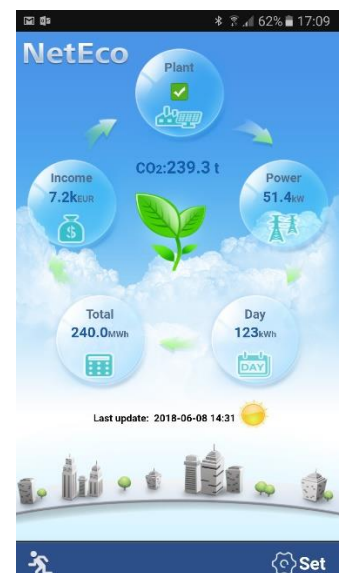 62% 17:09
NetEco
Plant
CO2:239.3 t
Income
7.2kEUR
Power
51.4kW
Total
240.0MWh
Day
123kWh
DAY
Last update: 2018-06-08 14:31
Set